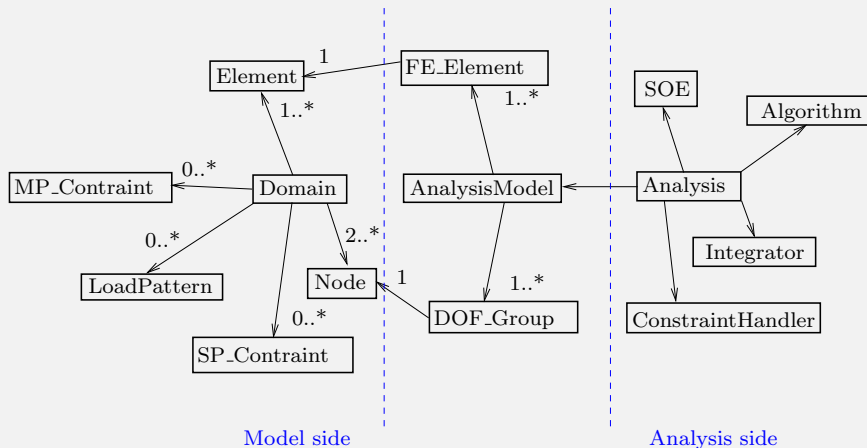 1
Element
FE_Element
SOE
1..*
1..*
Algorithm
0..*
MP_Contraint
Domain
AnalysisModel
Analysis
0..*
2..*
Integrator
LoadPattern
Node
1
1..*
0..*
DOF_Group
ConstraintHandler
SP_Contraint
Model side
Analysis side